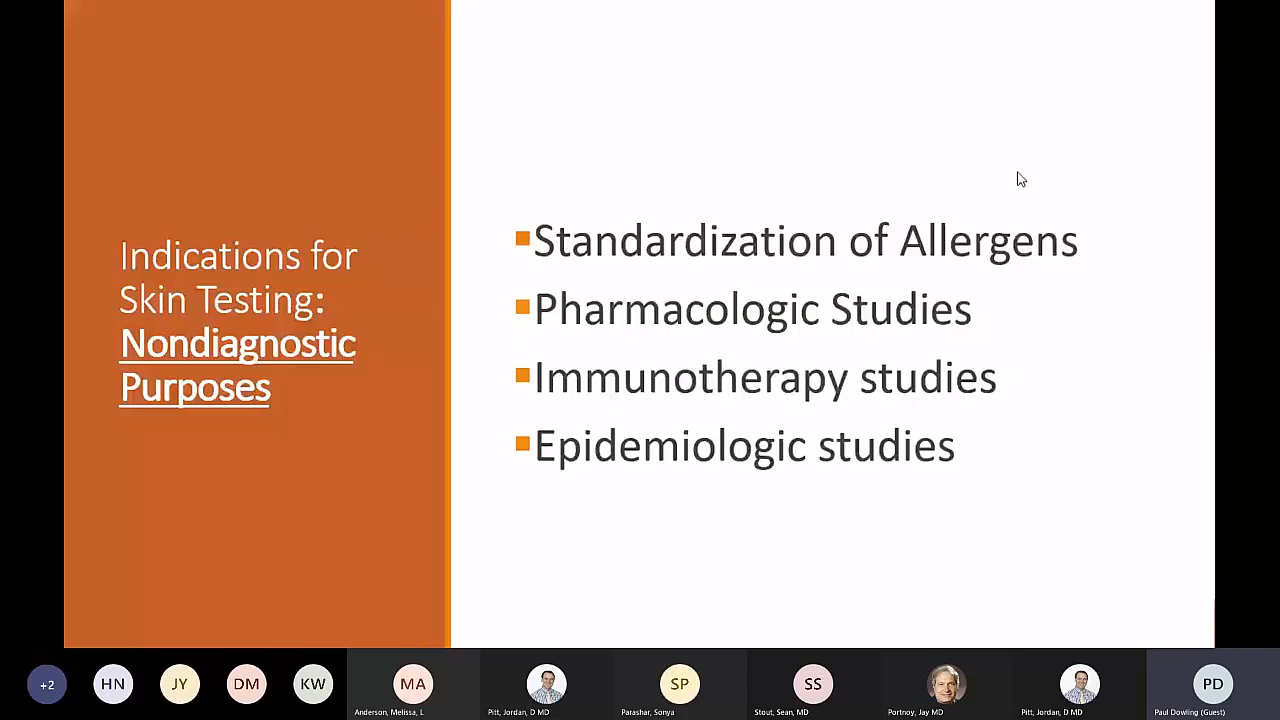 Indications for
Skin Testing:
Nondiagnostic
Purposes
Standardization of Allergens
Pharmacologic Studies
Immunotherapy studies
Epidemiologic studies
+2
HN
JY
DM
KW
MA
SP
SS
PD
Anderson, Melissa, L
Pitt, Jordan, D MD
Parashar, Sonya
Stout, Sean, MD
Portnoy, Jay MD
Pitt, Jordan, D MD
Paul Dowling (Guest)